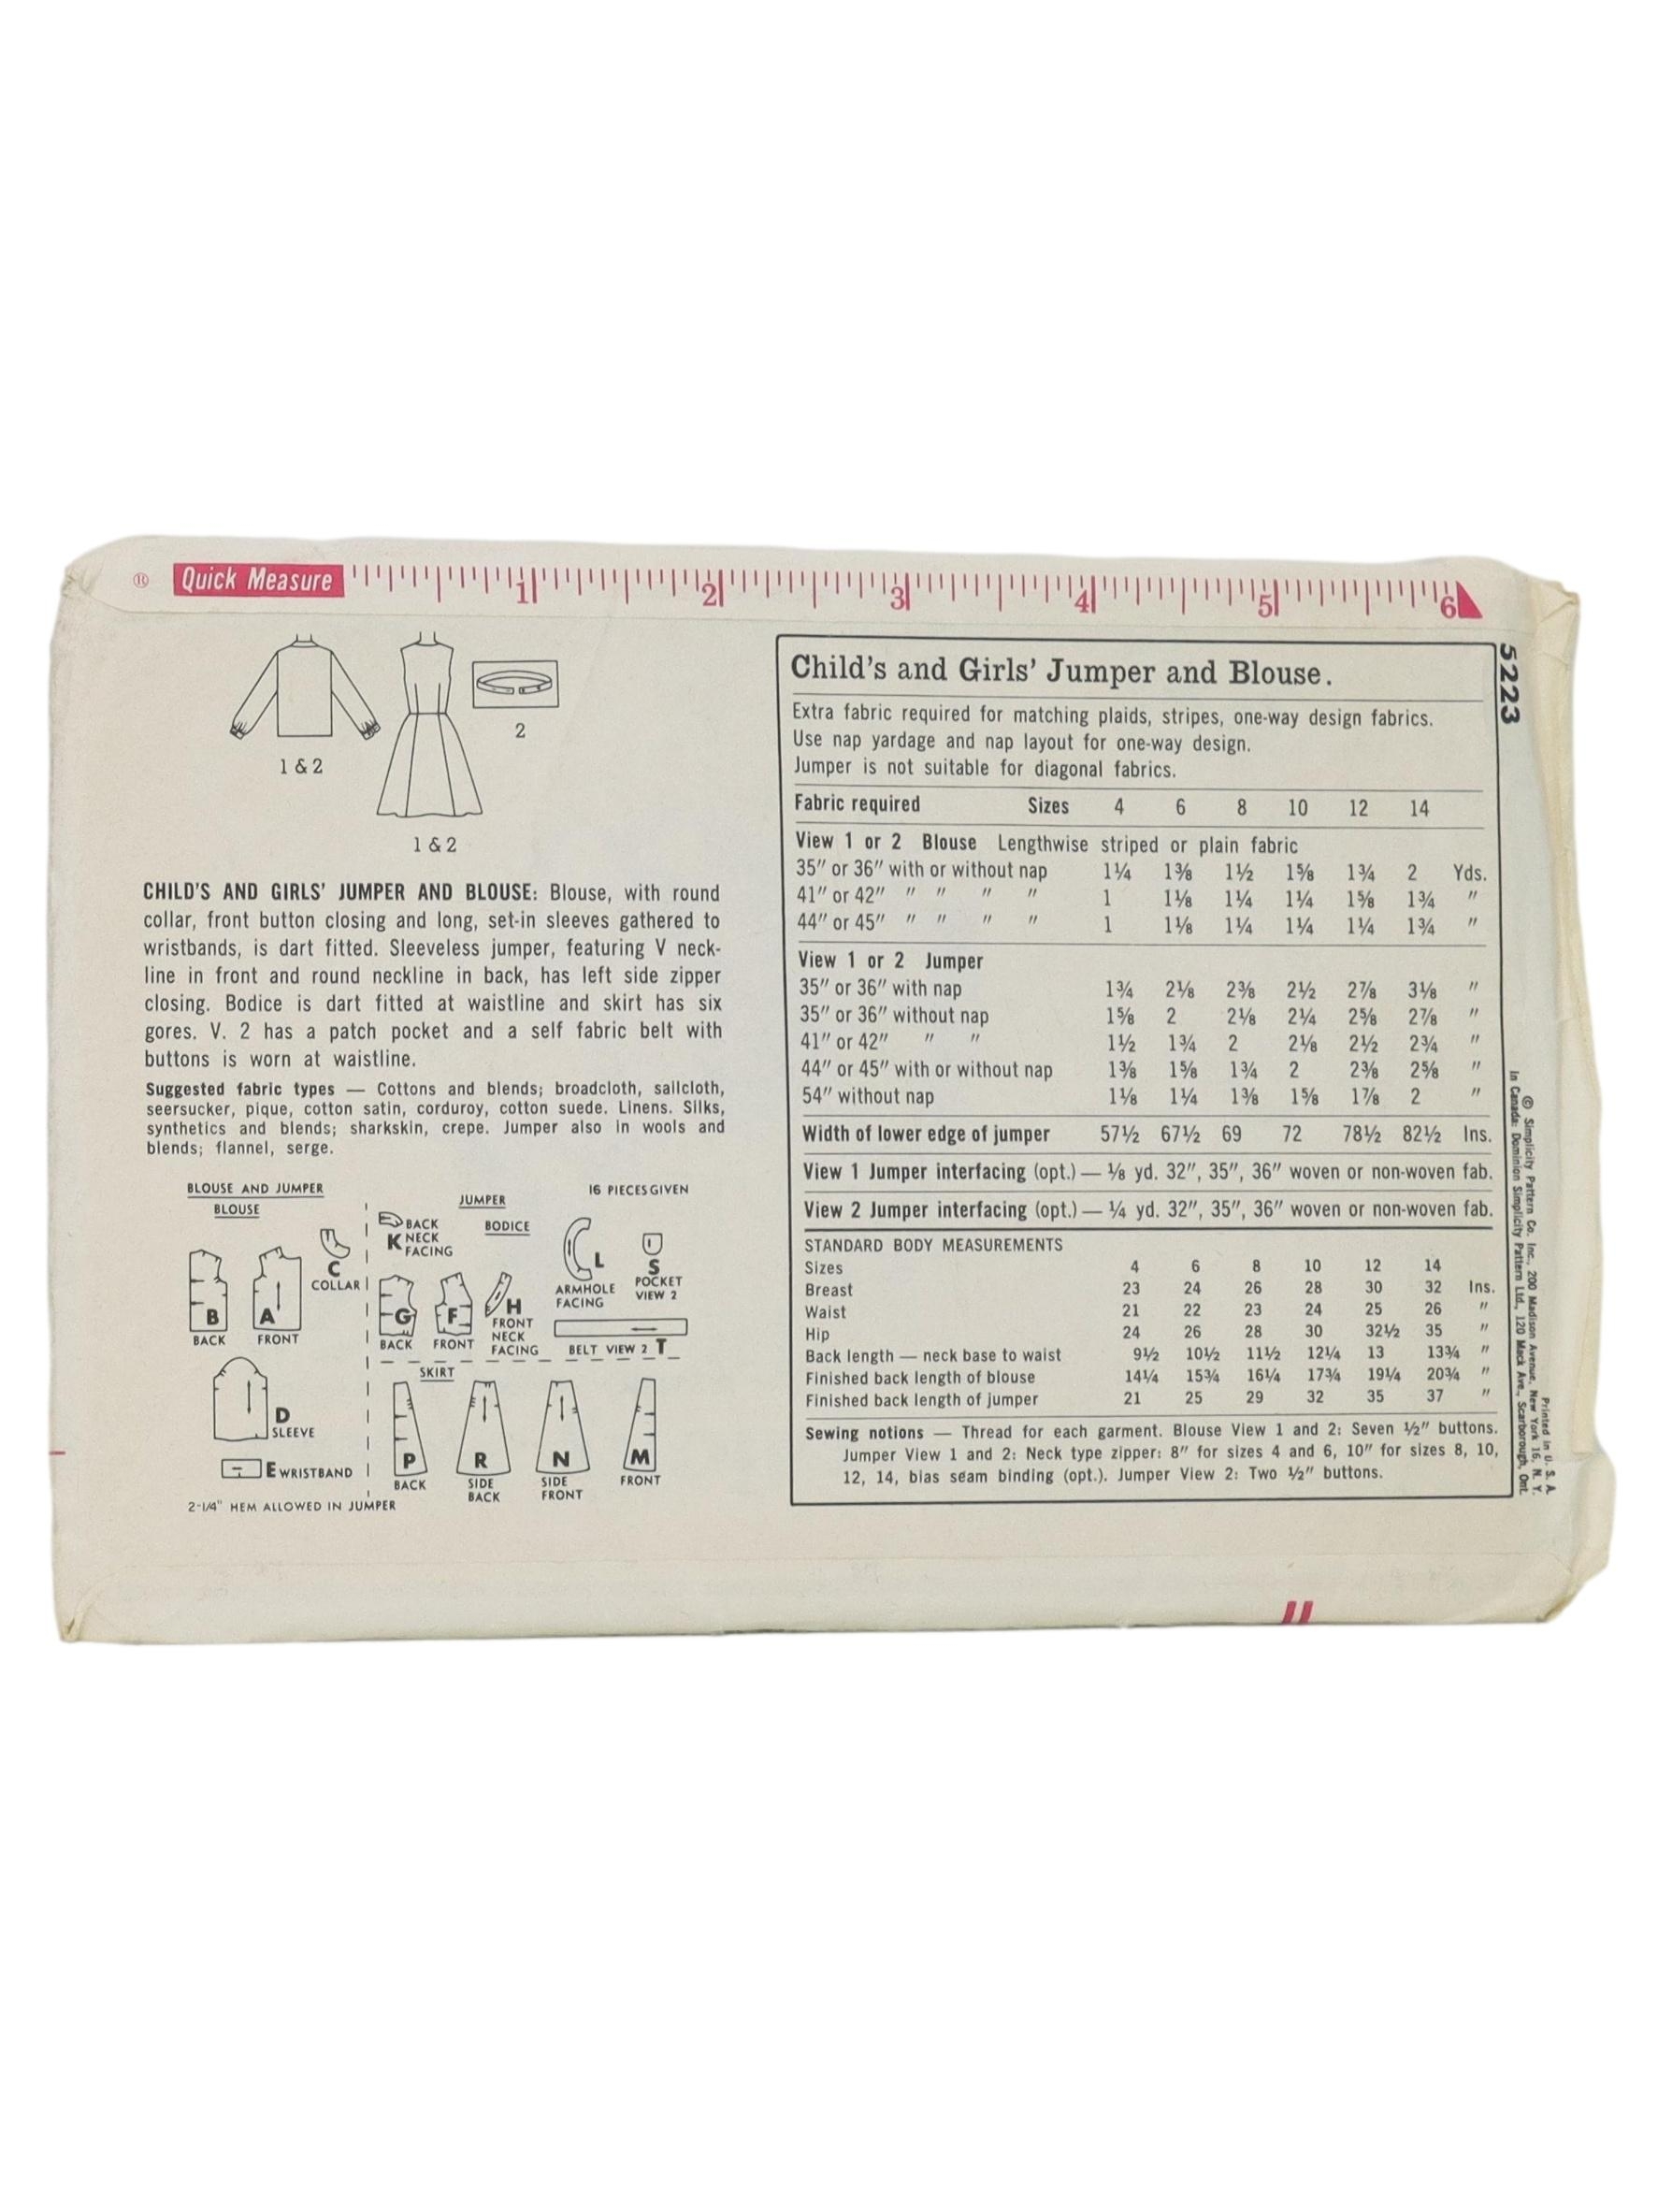 ® Quick Measure 1 2 3 4 5 6
1 & 2
2
1 & 2
CHILD'S AND GIRLS' JUMPER AND BLOUSE: Blouse, with round
collar, front button closing and long, set-in sleeves gathered to
wristbands, is dart fitted. Sleeveless jumper, featuring V neck-
line in front and round neckline in back, has left side zipper
closing. Bodice is dart fitted at waistline and skirt has six
gores. V. 2 has a patch pocket and a self fabric belt with
buttons is worn at waistline.
Suggested fabric types — Cottons and blends; broadcloth, sailcloth,
seersucker, pique, cotton satin, corduroy, cotton suede. Linens. Silks,
synthetics and blends; sharkskin, crepe. Jumper also in wools and
blends; flannel, serge.
BLOUSE AND JUMPER
BLOUSE
B
BACK
A
FRONT
C
COLLAR
D
SLEEVE
E WRISTBAND
2-1/4" HEM ALLOWED IN JUMPER
JUMPER
16 PIECES GIVEN
BODICE
K BACK
NECK
FACING
G
BACK
F
FRONT
H
FRONT
NECK
FACING
L
ARMHOLE
FACING
S
POCKET
VIEW 2
BELT VIEW 2 T
SKIRT
P
BACK
R
SIDE
BACK
N
SIDE
FRONT
M
FRONT
Child's and Girls' Jumper and Blouse.
Extra fabric required for matching plaids, stripes, one-way design fabrics.
Use nap yardage and nap layout for one-way design.
Jumper is not suitable for diagonal fabrics.
Fabric required Sizes 4 6 8 10 12 14
View 1 or 2 Blouse Lengthwise striped or plain fabric
35" or 36" with or without nap 1¼ 1⅜ 1½ 1⅝ 1¾ 2 Yds.
41" or 42" " " " " 1 1⅛ 1¼ 1¼ 1⅝ 1¾ "
44" or 45" " " " " 1 1⅛ 1¼ 1¼ 1¼ 1¾ "
View 1 or 2 Jumper
35" or 36" with nap 1¾ 2⅛ 2⅜ 2½ 2⅞ 3⅛ "
35" or 36" without nap 1⅝ 2 2⅛ 2¼ 2⅝ 2⅞ "
41" or 42" " " 1½ 1¾ 2 2⅛ 2½ 2¾ "
44" or 45" with or without nap 1⅜ 1⅝ 1¾ 2 2⅜ 2⅝ "
54" without nap 1⅛ 1¼ 1⅜ 1⅝ 1⅞ 2 "
Width of lower edge of jumper 57½ 67½ 69 72 78½ 82½ Ins.
View 1 Jumper interfacing (opt.) — ⅛ yd. 32", 35", 36" woven or non-woven fab.
View 2 Jumper interfacing (opt.) — ¼ yd. 32", 35", 36" woven or non-woven fab.
STANDARD BODY MEASUREMENTS
Sizes 4 6 8 10 12 14
Breast 23 24 26 28 30 32 Ins.
Waist 21 22 23 24 25 26 "
Hip 24 26 28 30 32½ 35 "
Back length — neck base to waist 9½ 10½ 11½ 12¼ 13 13¾ "
Finished back length of blouse 14¼ 15¾ 16¼ 17¾ 19¼ 20¾ "
Finished back length of jumper 21 25 29 32 35 37 "
Sewing notions — Thread for each garment. Blouse View 1 and 2: Seven ½" buttons.
Jumper View 1 and 2: Neck type zipper: 8" for sizes 4 and 6, 10" for sizes 8, 10,
12, 14, bias seam binding (opt.). Jumper View 2: Two ½" buttons.
5223
Printed in U. S. A.
© Simplicity Pattern Co. Inc., 200 Madison Avenue, New York 16, N. Y.
In Canada: Dominion Simplicity Pattern Ltd., 120 Mack Ave., Scarborough, Ont.